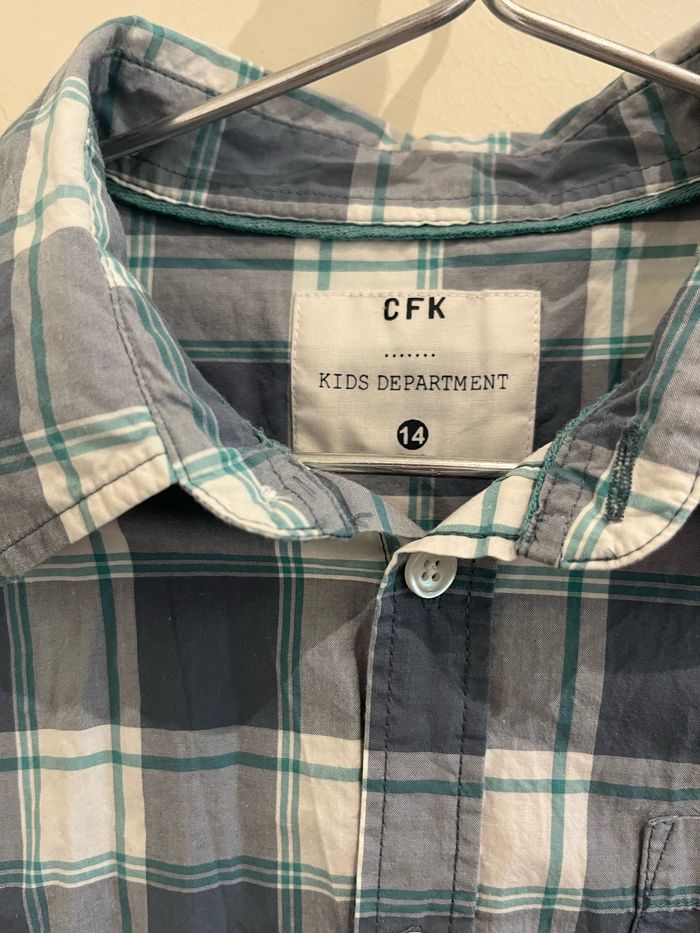 CFK
.......
KIDS DEPARTMENT
14